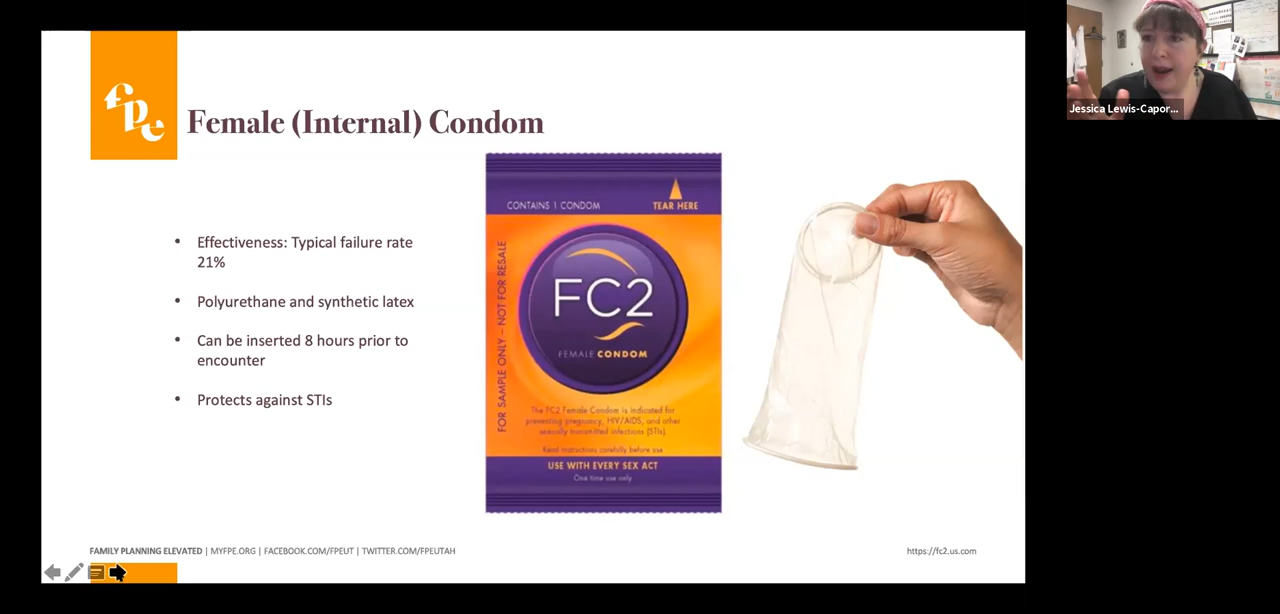 fpe
Female (Internal) Condom
• Effectiveness: Typical failure rate
21%
• Polyurethane and synthetic latex
• Can be inserted 8 hours prior to
encounter
• Protects against STIs
CONTAINS 1 CONDOM
TEAR HERE
FOR SAMPLE ONLY – NOT FOR RESALE
FC2
FEMALE CONDOM
The FC2 Female Condom is indicated for
preventing pregnancy, HIV/AIDS, and other
sexually transmitted infections (STIs).
Read instructions carefully before use
USE WITH EVERY SEX ACT
One time use only
FAMILY PLANNING ELEVATED | MYFPE.ORG | FACEBOOK.COM/FPEUT | TWITTER.COM/FPEUTAH
https://fc2.us.com
Jessica Lewis-Capor...